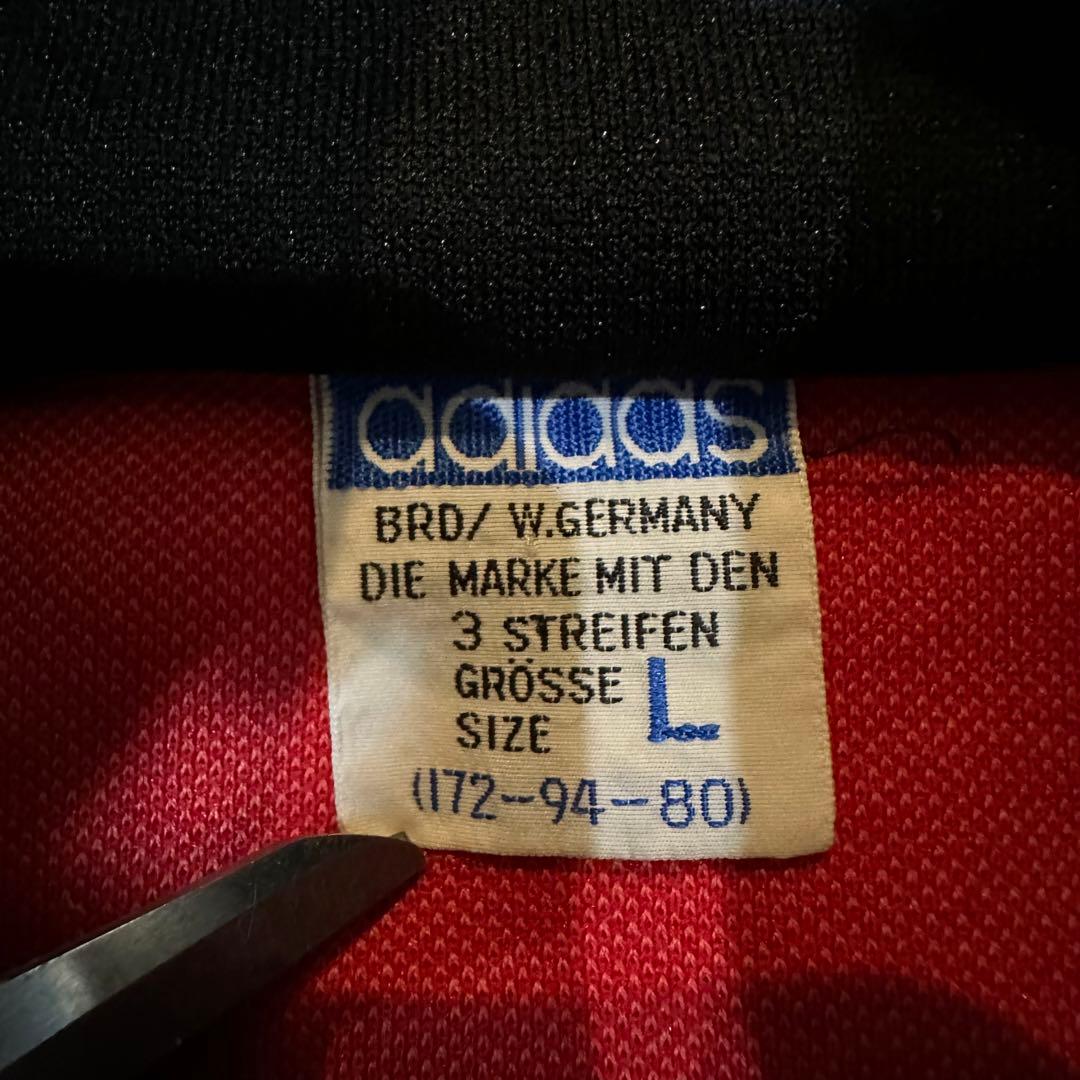 adidas
BRD/ W.GERMANY
DIE MARKE MIT DEN
3 STREIFEN
GRÖSSE L
SIZE
(172-94-80)